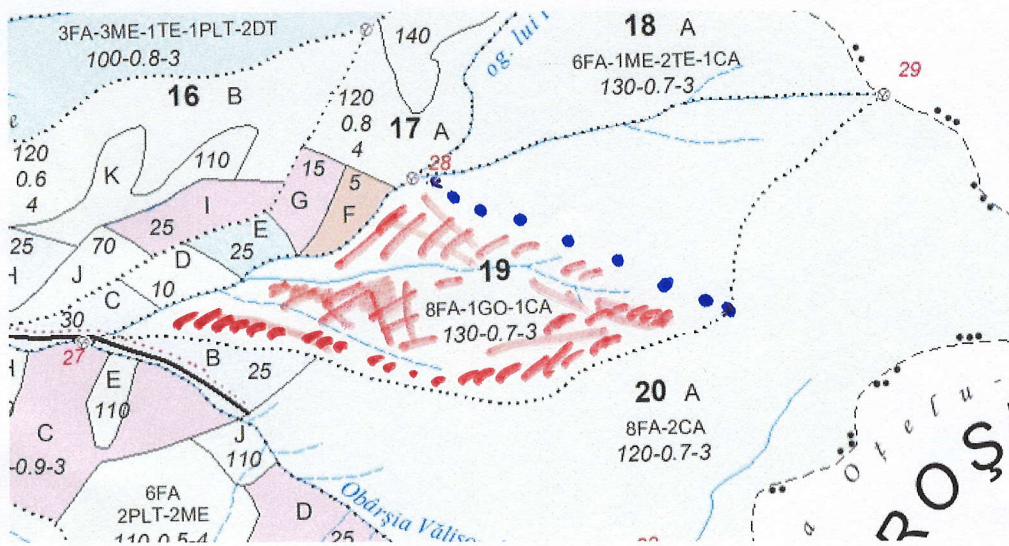 3FA-3ME-1TE-1PLT-2DT
100-0.8-3
16 B
140
og. lui
18 A
6FA-1ME-2TE-1CA
130-0.7-3
29
120
0.8
4
17 A
28
e
120
0.6
4
K
110
15
5
G
F
I
25
E
25
25
H
70
J
D
10
C
30
19
8FA-1GO-1CA
130-0.7-3
27
B
25
H
E
110
C
-0.9-3
J
110
20 A
8FA-2CA
120-0.7-3
6FA
2PLT-2ME
110-0.5-4
D
25
Obârşia
a Oţelu
ROŞ